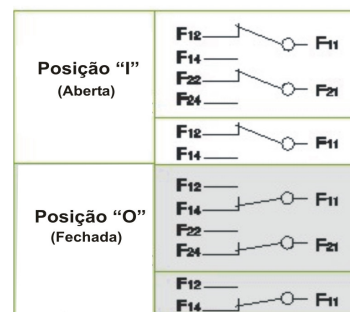 Posição “I”
(Aberta)
F12
F11
F14
F22
F21
F24
F12
F11
F14
Posição “O”
(Fechada)
F12
F11
F14
F22
F21
F24
F12
F14
F11